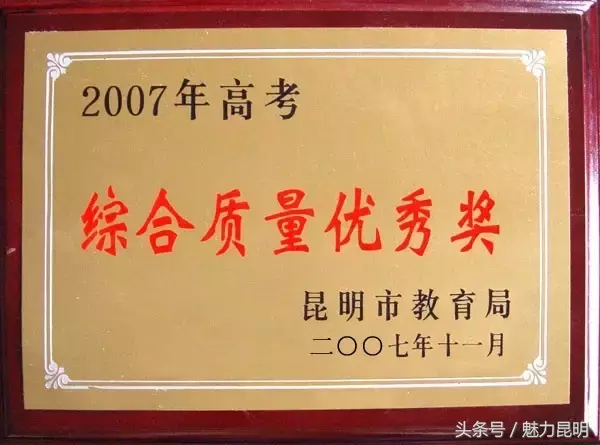 2007年高考
综合质量优秀奖
昆明市教育局
二〇〇七年十一月
头条号 / 魅力昆明